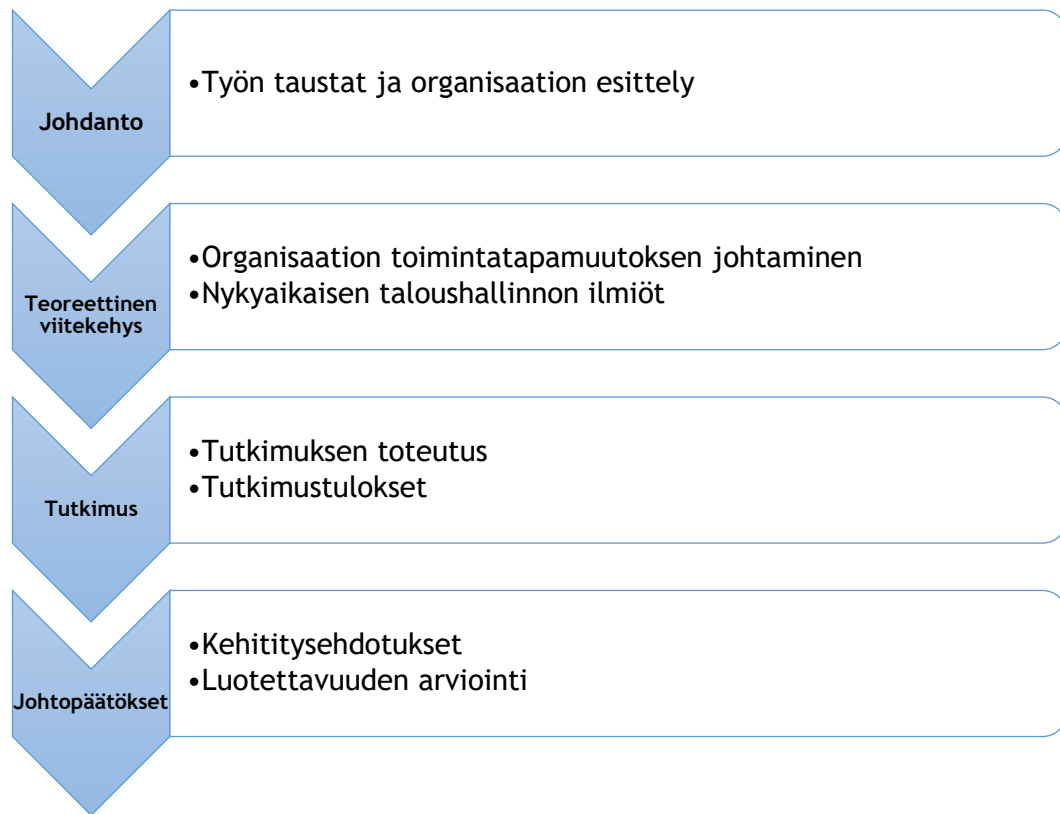 Johdanto
•Työn taustat ja organisaation esittely
Teoreettinen
viitekehys
•Organisaation toimintatapamuutoksen johtaminen
•Nykyaikaisen taloushallinnon ilmiöt
Tutkimus
•Tutkimuksen toteutus
•Tutkimustulokset
Johtopäätökset
•Kehititysehdotukset
•Luotettavuuden arviointi